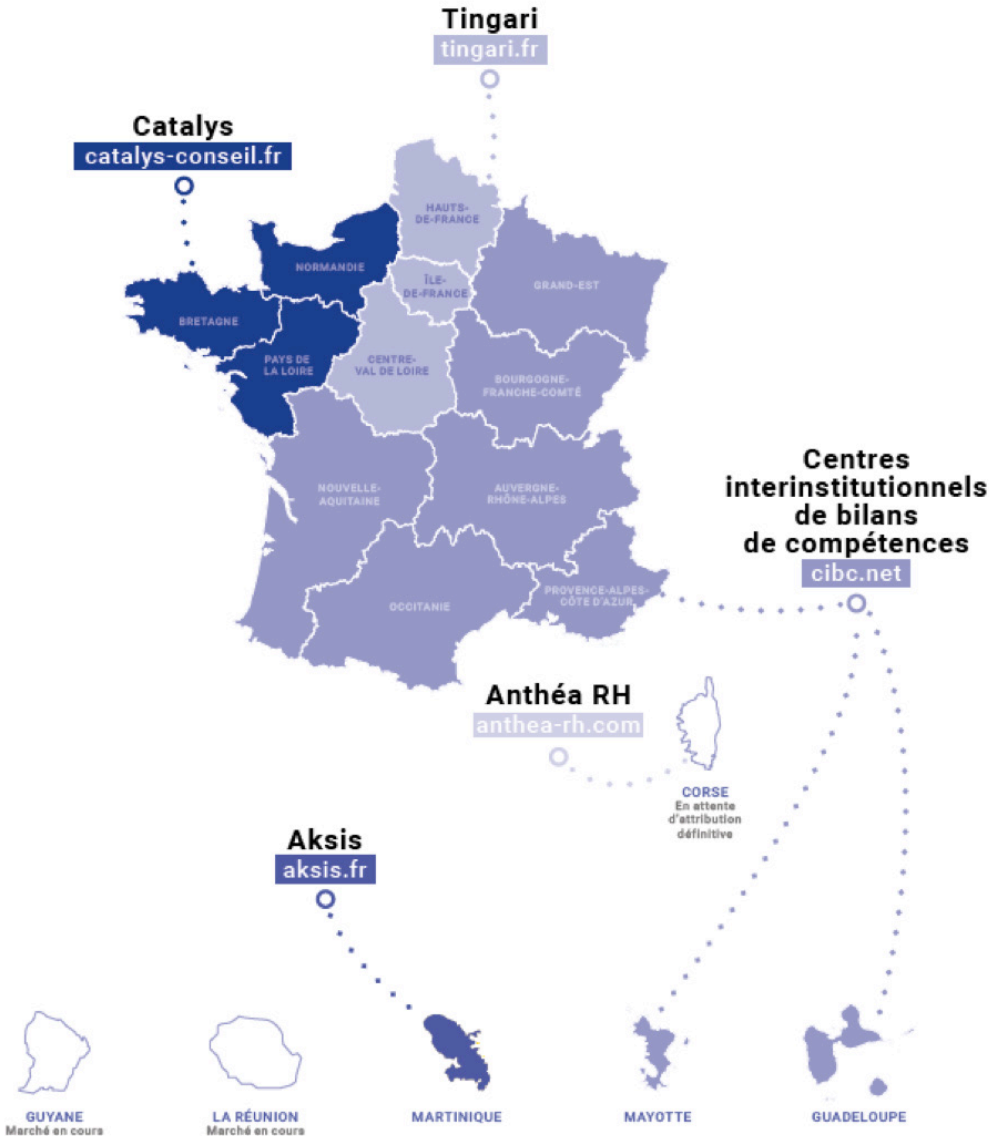 Tingari
tingari.fr
Catalys
catalys-conseil.fr
HAUTS-
DE-FRANCE
NORMANDIE
ÎLE-
DE-FRANCE
GRAND-EST
BRETAGNE
PAYS DE
LA LOIRE
CENTRE-
VAL DE LOIRE
BOURGOGNE-
FRANCHE-COMTÉ
NOUVELLE-
AQUITAINE
AUVERGNE-
RHÔNE-ALPES
Centres
interinstitutionnels
de bilans
de compétences
cibc.net
OCCITANIE
PROVENCE-ALPES-
CÔTE D'AZUR
Anthéa RH
anthea-rh.com
CORSE
En attente
d'attribution
définitive
Aksis
aksis.fr
GUYANE
Marché en cours
LA RÉUNION
Marché en cours
MARTINIQUE
MAYOTTE
GUADELOUPE